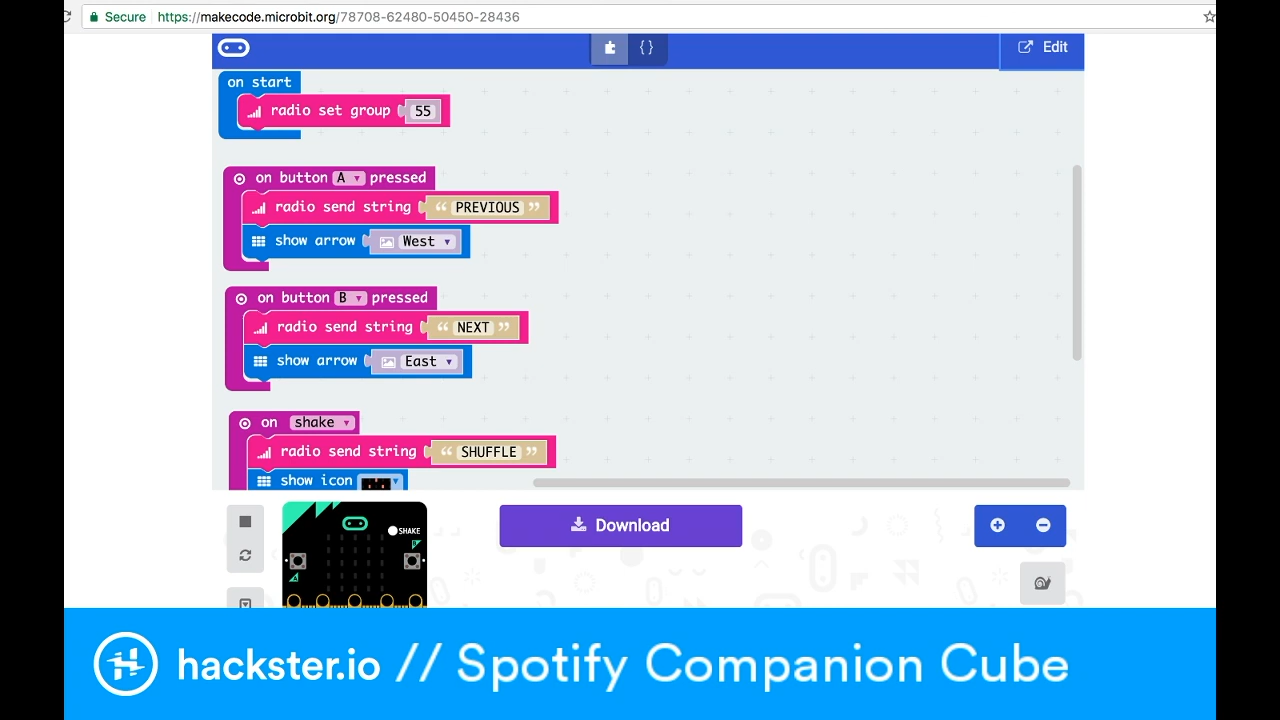 Secure https://makecode.microbit.org/78708-62480-50450-28436
{} Edit
on start
radio set group 55
on button A pressed
radio send string “ PREVIOUS ”
show arrow West
on button B pressed
radio send string “ NEXT ”
show arrow East
on shake
radio send string “ SHUFFLE ”
show icon
SHAKE
B
A
Download
hackster.io // Spotify Companion Cube